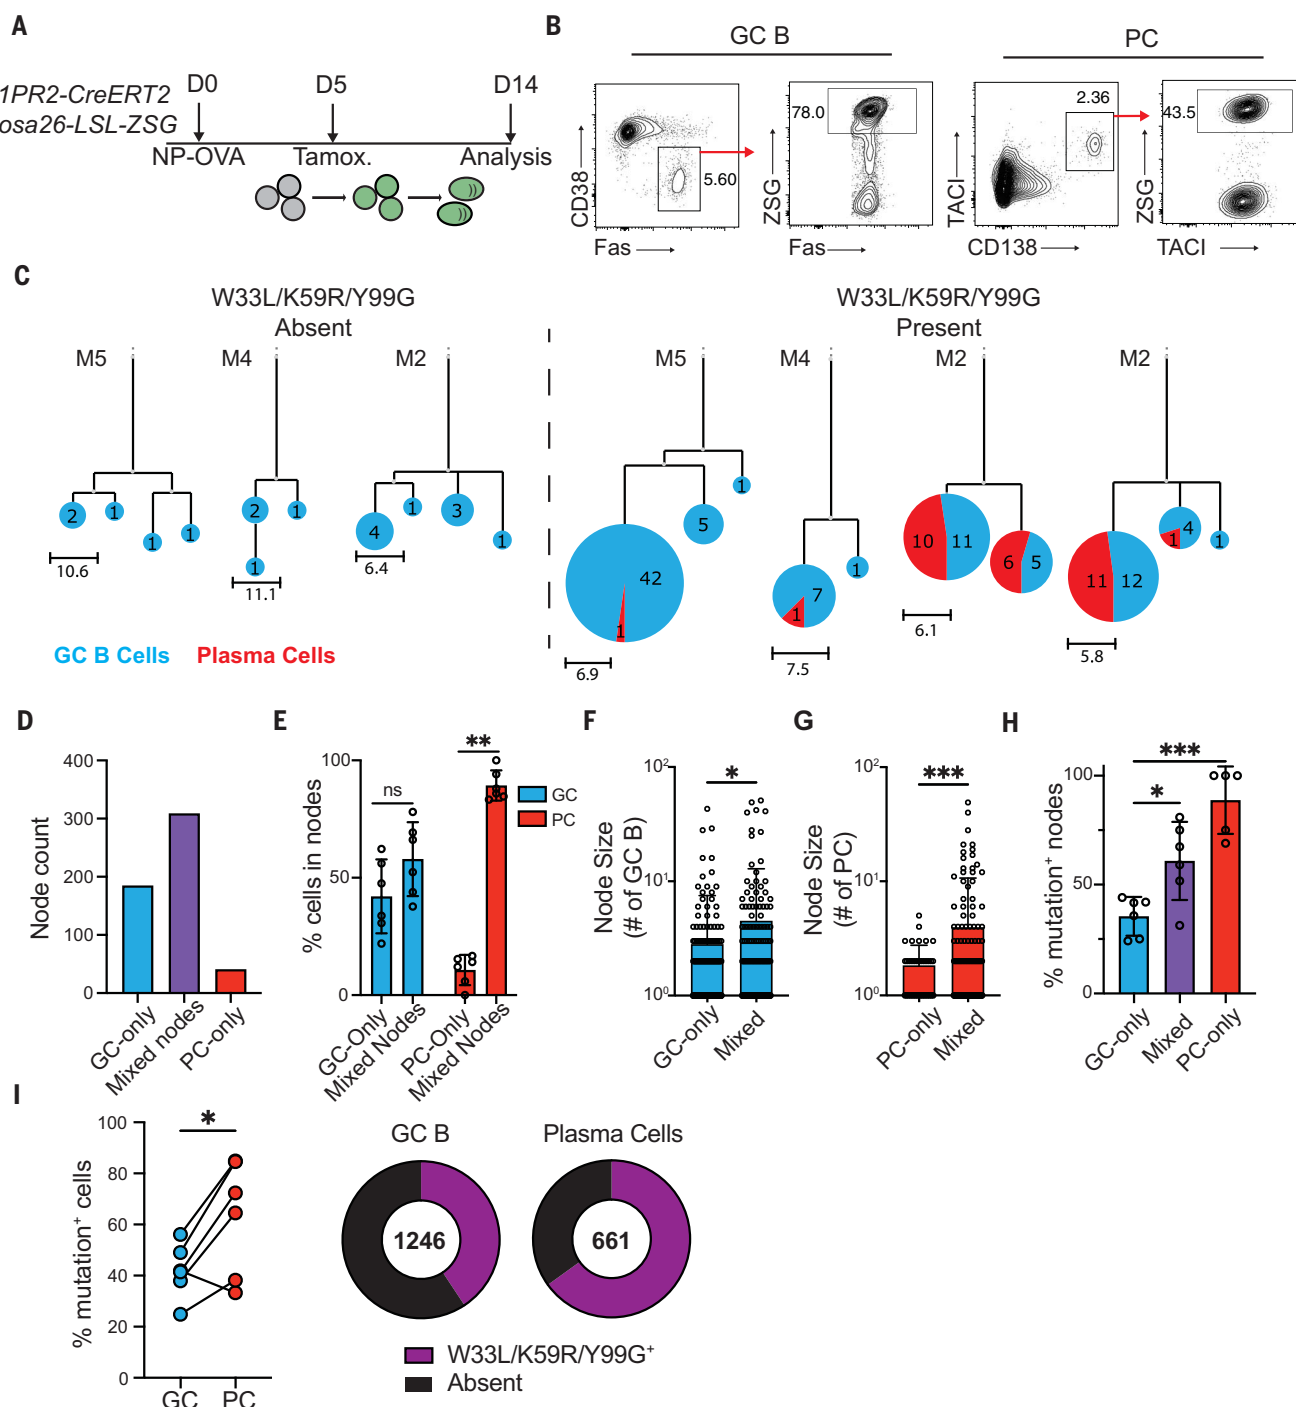 A
1PR2-CreERT2
osa26-LSL-ZSG
D0
D5
D14
NP-OVA
Tamox.
Analysis
B
GC B
PC
CD38
5.60
Fas
78.0
ZSG
Fas
2.36
TACI
CD138
43.5
ZSG
TACI
C
W33L/K59R/Y99G
Absent
W33L/K59R/Y99G
Present
M5
M4
M2
M5
M4
M2
M2
2
1
1
1
10.6
2
1
1
11.1
4
1
3
1
6.4
42
1
5
1
6.9
7
1
1
7.5
10
11
6
5
6.1
11
12
4
1
1
5.8
GC B Cells
Plasma Cells
D
Node count
400
300
200
100
0
GC-only
Mixed nodes
PC-only
E
% cells in nodes
100
50
0
ns
**
GC
PC
GC-Only
Mixed Nodes
PC-Only
Mixed Nodes
F
Node Size
(# of GC B)
10²
10¹
10⁰
*
GC-only
Mixed
G
Node Size
(# of PC)
10²
10¹
10⁰
***
PC-only
Mixed
H
% mutation⁺ nodes
100
50
0
***
*
GC-only
Mixed
PC-only
I
% mutation⁺ cells
100
80
60
40
20
0
*
GC
PC
GC B
1246
Plasma Cells
661
W33L/K59R/Y99G⁺
Absent